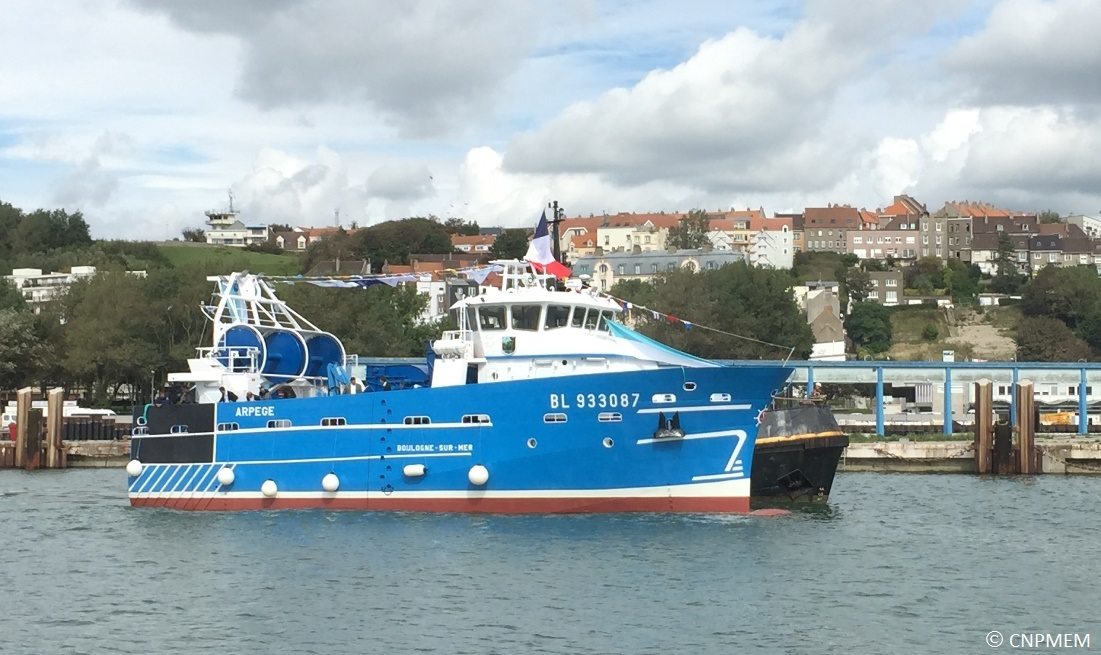 BL 933087
ARPEGE
BOULOGNE-SUR-MER
© CNPMEM